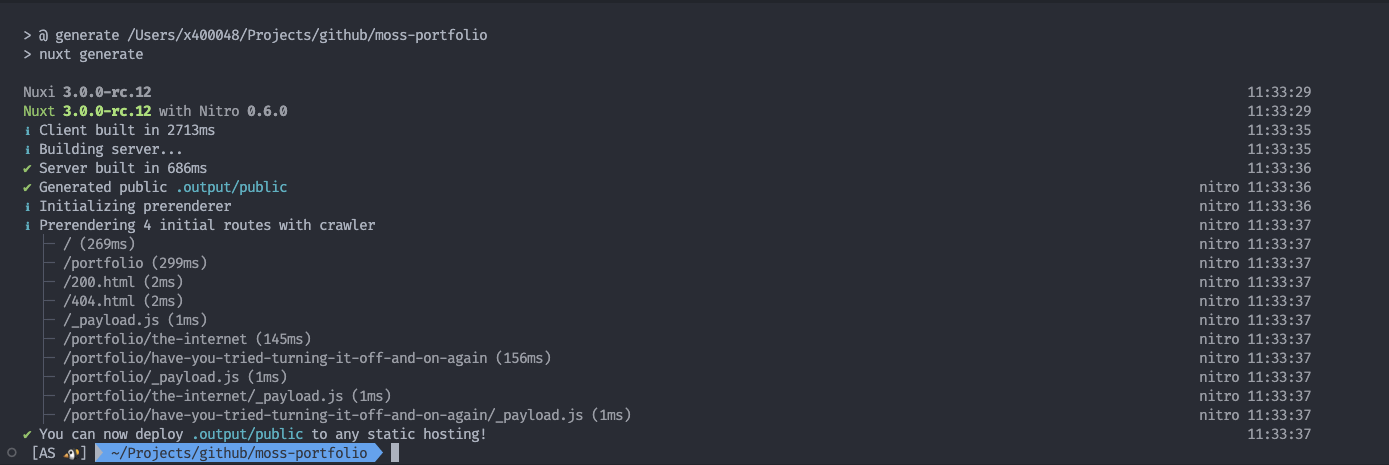 > @ generate /Users/x400048/Projects/github/moss-portfolio
> nuxt generate
Nuxi 3.0.0-rc.12 11:33:29
Nuxt 3.0.0-rc.12 with Nitro 0.6.0 11:33:29
ℹ Client built in 2713ms 11:33:35
ℹ Building server... 11:33:35
✔ Server built in 686ms 11:33:36
✔ Generated public .output/public nitro 11:33:36
ℹ Initializing prerenderer nitro 11:33:36
ℹ Prerendering 4 initial routes with crawler nitro 11:33:37
├─ / (269ms) nitro 11:33:37
├─ /portfolio (299ms) nitro 11:33:37
├─ /200.html (2ms) nitro 11:33:37
├─ /404.html (2ms) nitro 11:33:37
├─ /_payload.js (1ms) nitro 11:33:37
├─ /portfolio/the-internet (145ms) nitro 11:33:37
├─ /portfolio/have-you-tried-turning-it-off-and-on-again (156ms) nitro 11:33:37
├─ /portfolio/_payload.js (1ms) nitro 11:33:37
├─ /portfolio/the-internet/_payload.js (1ms) nitro 11:33:37
├─ /portfolio/have-you-tried-turning-it-off-and-on-again/_payload.js (1ms) nitro 11:33:37
✔ You can now deploy .output/public to any static hosting! 11:33:37
[AS 🐶] ~/Projects/github/moss-portfolio